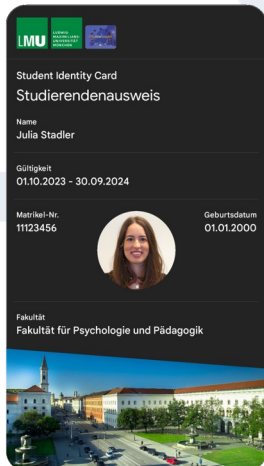 LMU
LUDWIG-
MAXIMILIANS-
UNIVERSITÄT
MÜNCHEN
Student Identity Card
Studierendenausweis
Name
Julia Stadler
Gültigkeit
01.10.2023 - 30.09.2024
Matrikel-Nr.
11123456
Geburtsdatum
01.01.2000
Fakultät
Fakultät für Psychologie und Pädagogik